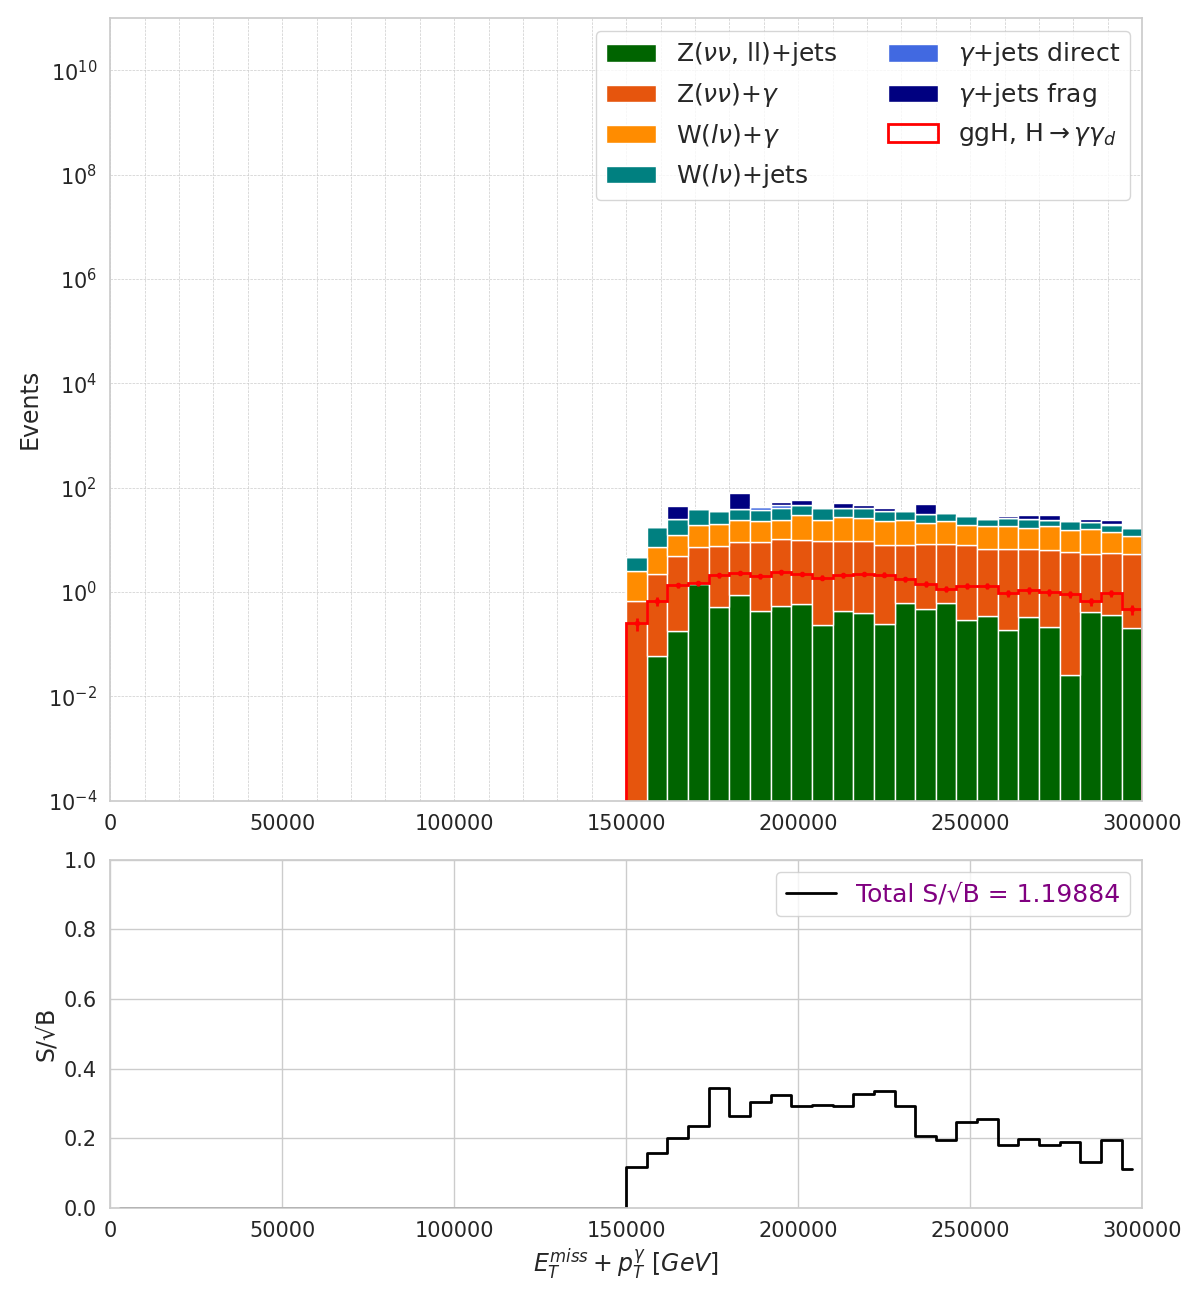 Z(νν, ll)+jets
Z(νν)+γ
W(lν)+γ
W(lν)+jets
γ+jets direct
γ+jets frag
ggH, H→γγ_d
Events
10^10
10^8
10^6
10^4
10^2
10^0
10^−2
10^−4
0 50000 100000 150000 200000 250000 300000
Total S/√B = 1.19884
S/√B
1.0
0.8
0.6
0.4
0.2
0.0
0 50000 100000 150000 200000 250000 300000
E_T^miss + p_T^γ [GeV]